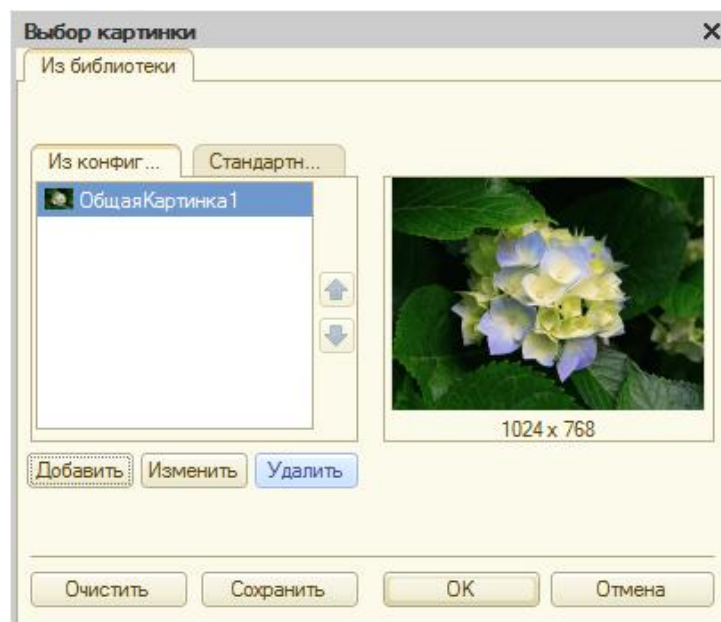 Выбор картинки
Из библиотеки
Из конфиг... Стандартн...
ОбщаяКартинка1
1024 x 768
Добавить Изменить Удалить
Очистить Сохранить OK Отмена